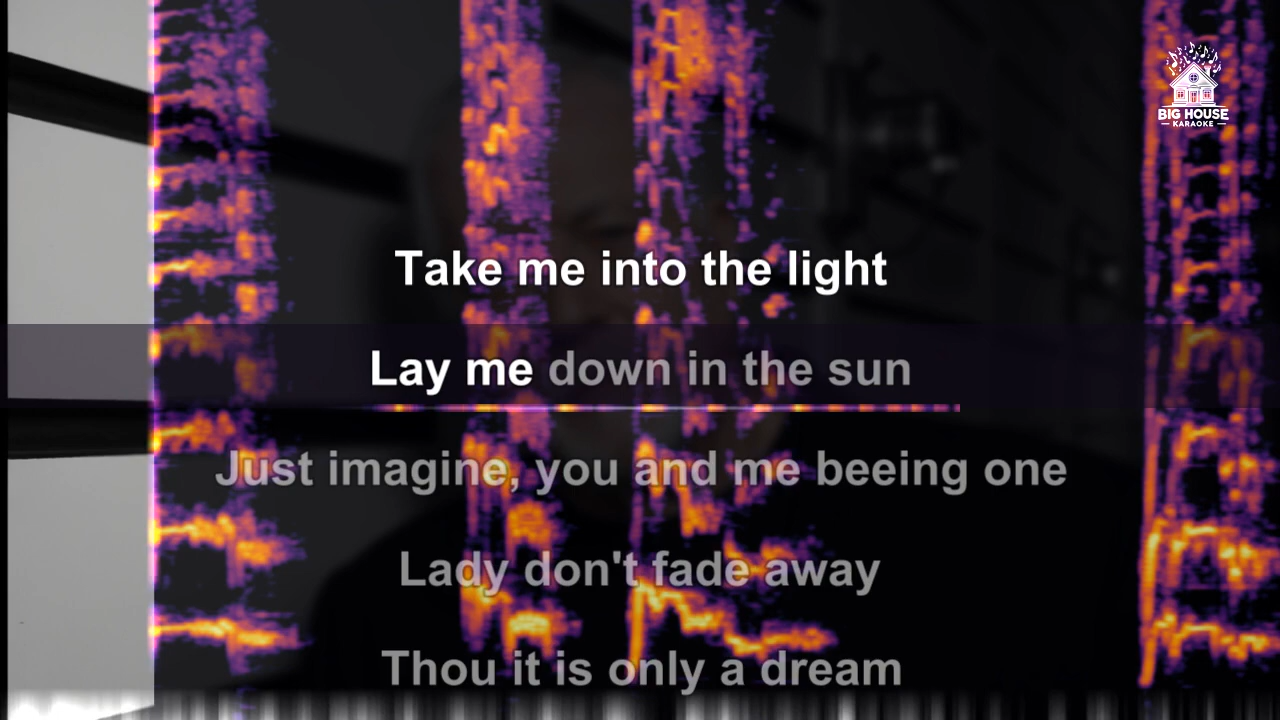 BIG HOUSE
KARAOKE
Take me into the light
Lay me down in the sun
Just imagine, you and me beeing one
Lady don't fade away
Thou it is only a dream